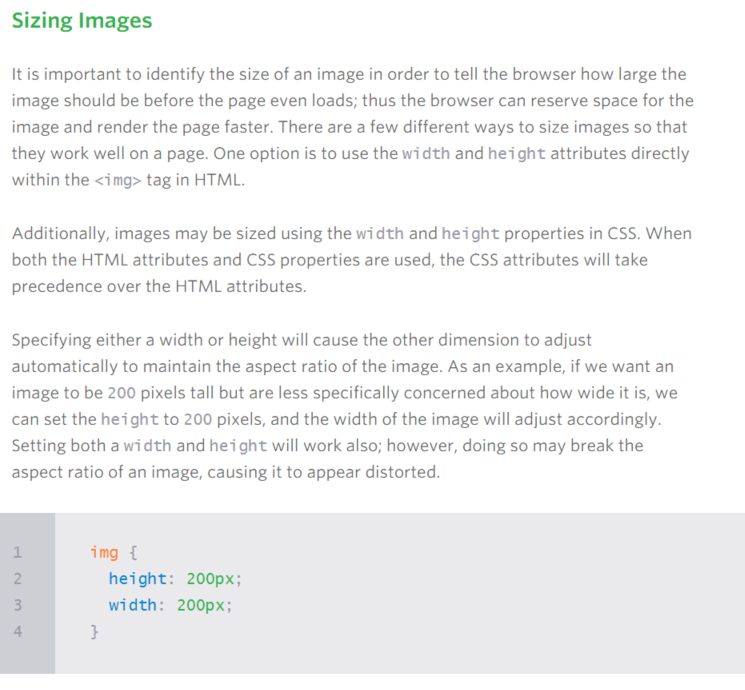 Sizing Images
It is important to identify the size of an image in order to tell the browser how large the
image should be before the page even loads; thus the browser can reserve space for the
image and render the page faster. There are a few different ways to size images so that
they work well on a page. One option is to use the width and height attributes directly
within the <img> tag in HTML.
Additionally, images may be sized using the width and height properties in CSS. When
both the HTML attributes and CSS properties are used, the CSS attributes will take
precedence over the HTML attributes.
Specifying either a width or height will cause the other dimension to adjust
automatically to maintain the aspect ratio of the image. As an example, if we want an
image to be 200 pixels tall but are less specifically concerned about how wide it is, we
can set the height to 200 pixels, and the width of the image will adjust accordingly.
Setting both a width and height will work also; however, doing so may break the
aspect ratio of an image, causing it to appear distorted.
1 img {
2 height: 200px;
3 width: 200px;
4 }